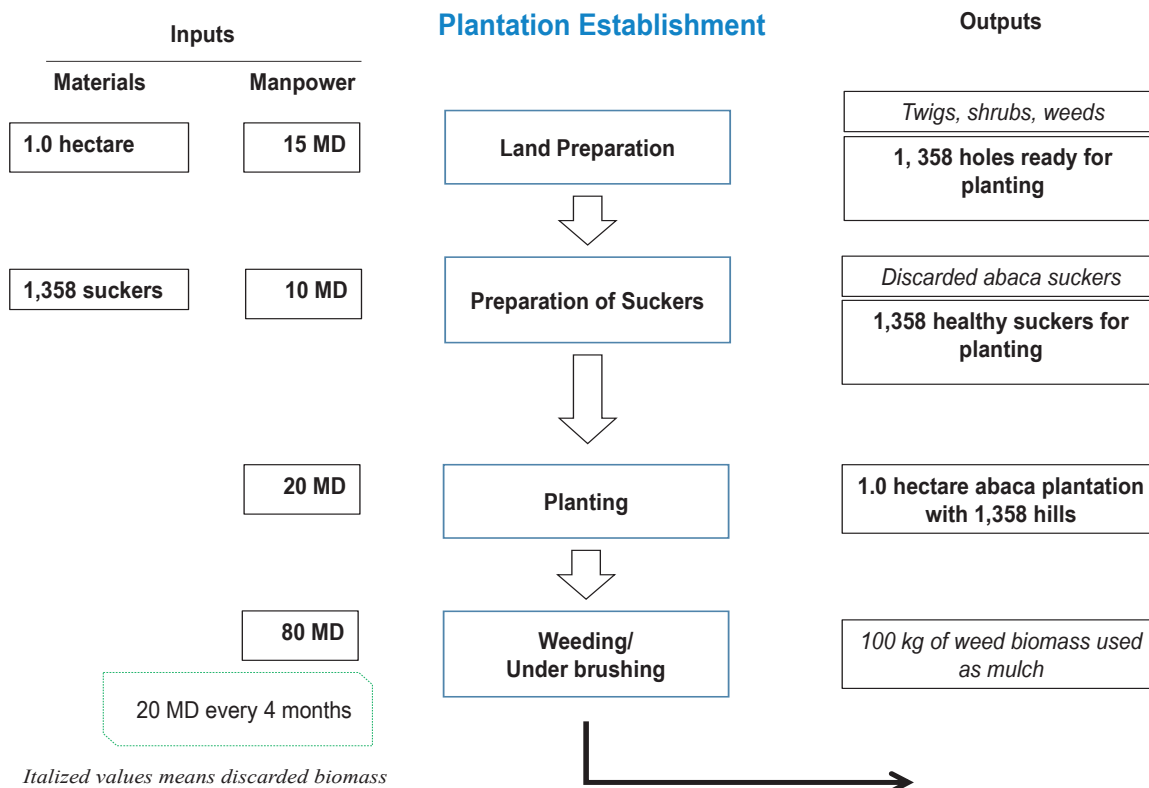 Plantation Establishment
Inputs
Outputs
Materials
Manpower
1.0 hectare
15 MD
Land Preparation
Twigs, shrubs, weeds
1, 358 holes ready for
planting
1,358 suckers
10 MD
Preparation of Suckers
Discarded abaca suckers
1,358 healthy suckers for
planting
20 MD
Planting
1.0 hectare abaca plantation
with 1,358 hills
80 MD
Weeding/
Under brushing
100 kg of weed biomass used
as mulch
20 MD every 4 months
Italized values means discarded biomass